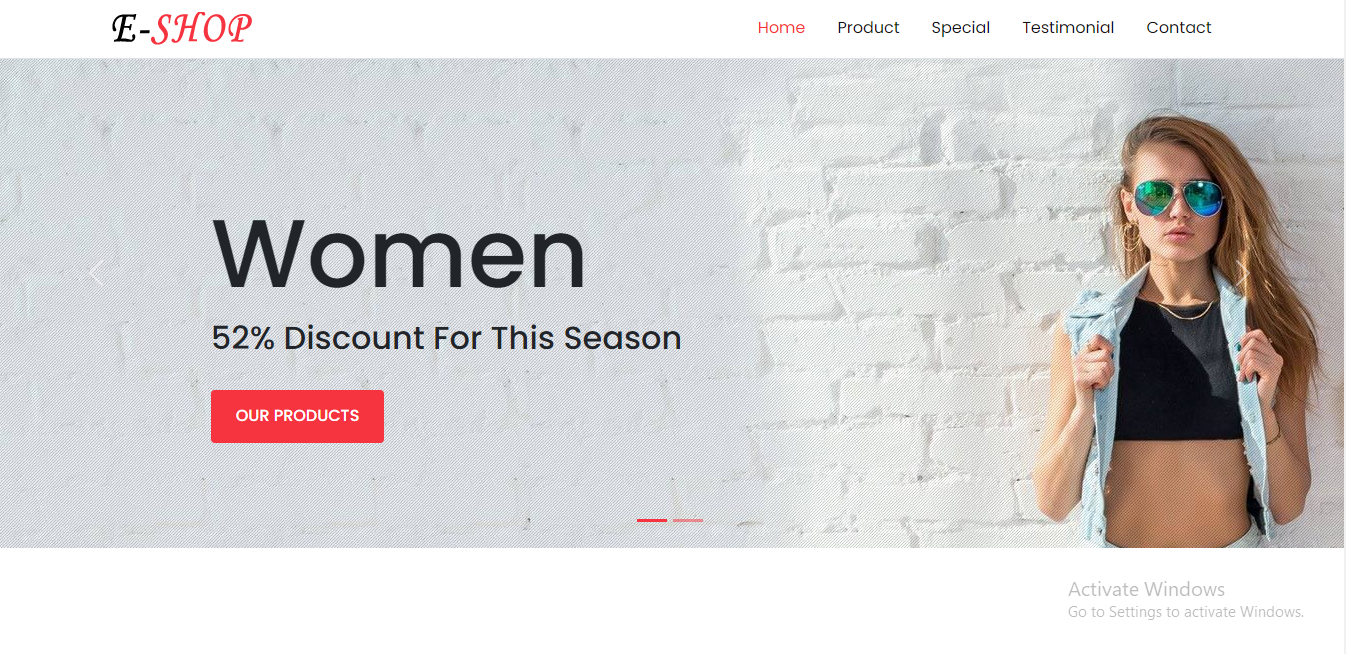 E-SHOP
Home Product Special Testimonial Contact
Women
52% Discount For This Season
OUR PRODUCTS
Activate Windows
Go to Settings to activate Windows.